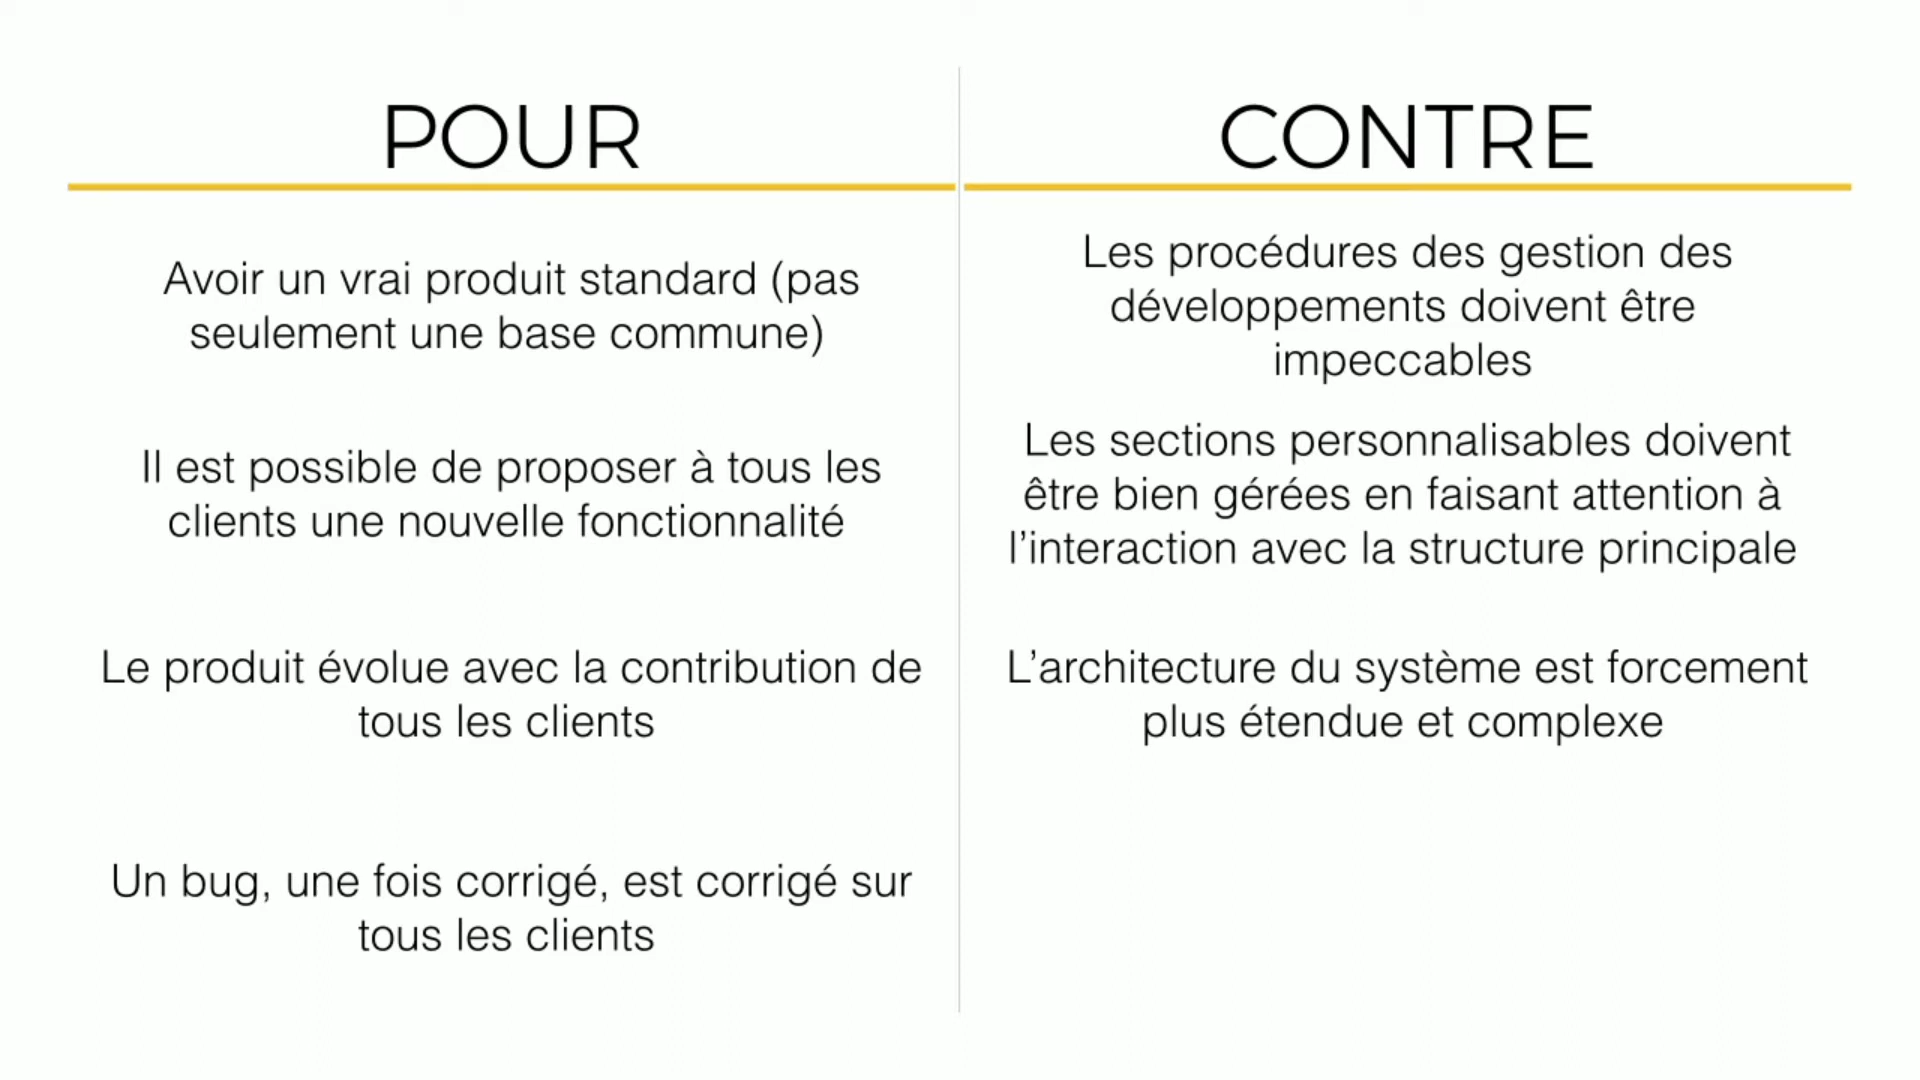 POUR
Avoir un vrai produit standard (pas
seulement une base commune)
Il est possible de proposer à tous les
clients une nouvelle fonctionnalité
Le produit évolue avec la contribution de
tous les clients
Un bug, une fois corrigé, est corrigé sur
tous les clients
CONTRE
Les procédures des gestion des
développements doivent être
impeccables
Les sections personnalisables doivent
être bien gérées en faisant attention à
l’interaction avec la structure principale
L’architecture du système est forcement
plus étendue et complexe